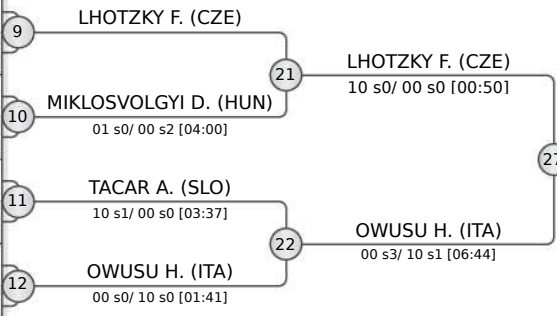 LHOTZKY F. (CZE)
9
21
LHOTZKY F. (CZE)
10 s0/ 00 s0 [00:50]
MIKLOSVOLGYI D. (HUN)
10
01 s0/ 00 s2 [04:00]
27
TACAR A. (SLO)
11
10 s1/ 00 s0 [03:37]
22
OWUSU H. (ITA)
00 s3/ 10 s1 [06:44]
OWUSU H. (ITA)
12
00 s0/ 10 s0 [01:41]